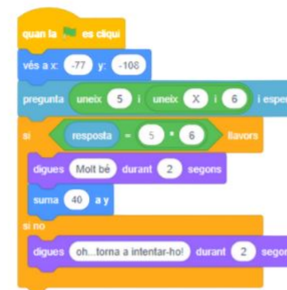 quan la es cliqui
vés a x: -77 y: -108
pregunta uneix 5 i uneix X i 6 i esper
si resposta = 5 * 6 llavors
digues Molt bé durant 2 segons
suma 40 a y
si no
digues oh...torna a intentar-ho! durant 2 segon